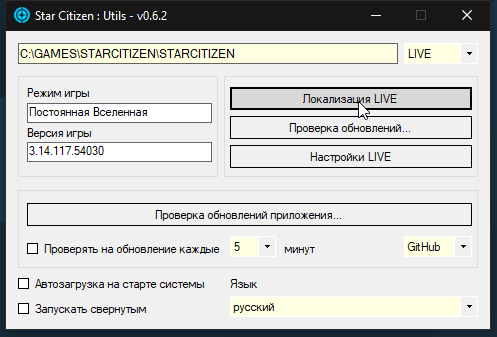 Star Citizen : Utils - v0.6.2
C:\GAMES\STARCITIZEN\STARCITIZEN
LIVE
Режим игры
Постоянная Вселенная
Версия игры
3.14.117.54030
Локализация LIVE
Проверка обновлений...
Настройки LIVE
Проверка обновлений приложения...
Проверять на обновление каждые 5 минут GitHub
Автозагрузка на старте системы
Язык
Запускать свернутым
русский